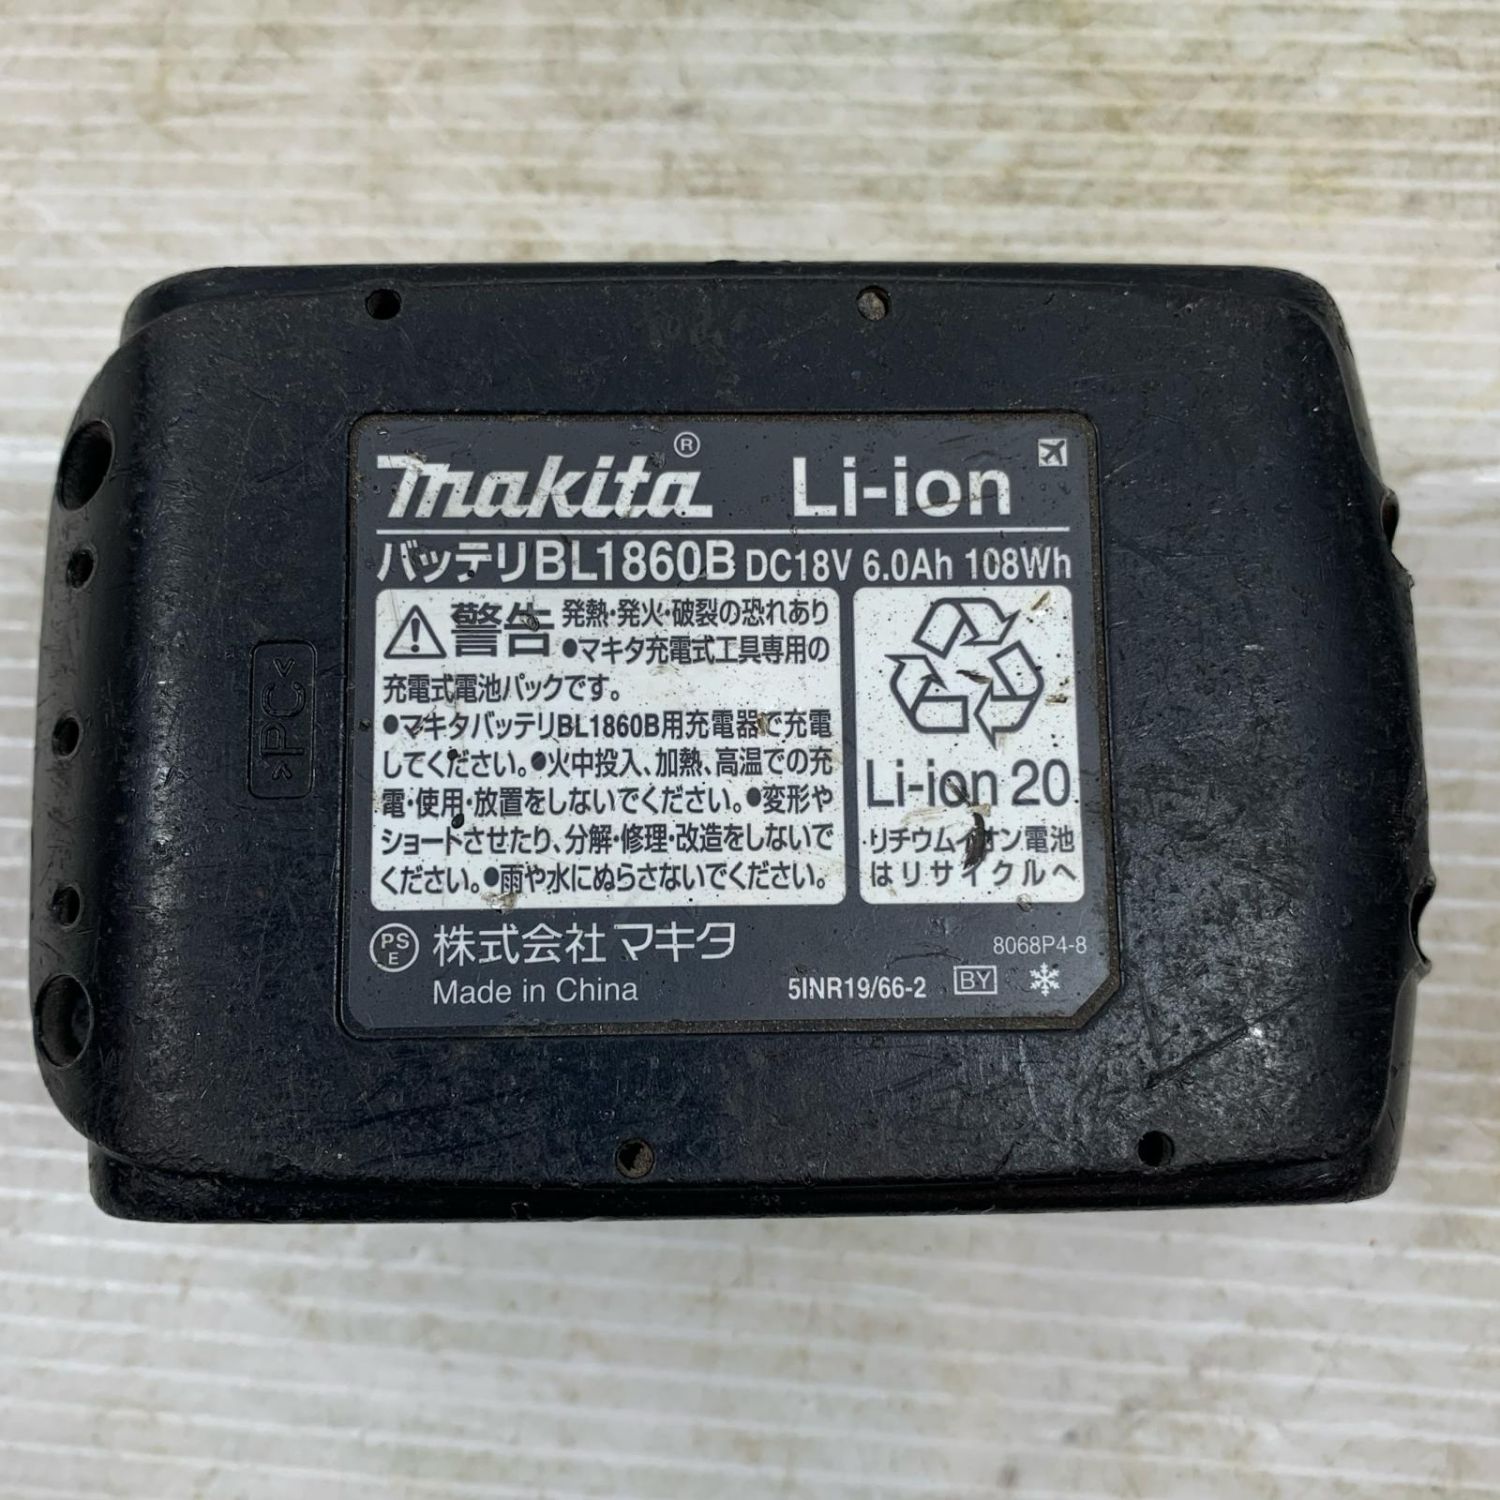 makita® Li-ion
バッテリBL1860B DC18V 6.0Ah 108Wh
警告 発熱・発火・破裂の恐れあり
●マキタ充電式工具専用の
充電式電池パックです。
●マキタバッテリBL1860B用充電器で充電
してください。●火中投入、加熱、高温での充
電・使用・放置をしないでください。●変形や
ショートさせたり、分解・修理・改造をしないで
ください。●雨や水にぬらさないでください。
Li-ion 20
リチウムイオン電池
はリサイクルへ
PS
E
株式会社マキタ
8068P4-8
Made in China
5INR19/66-2 BY
>PC<